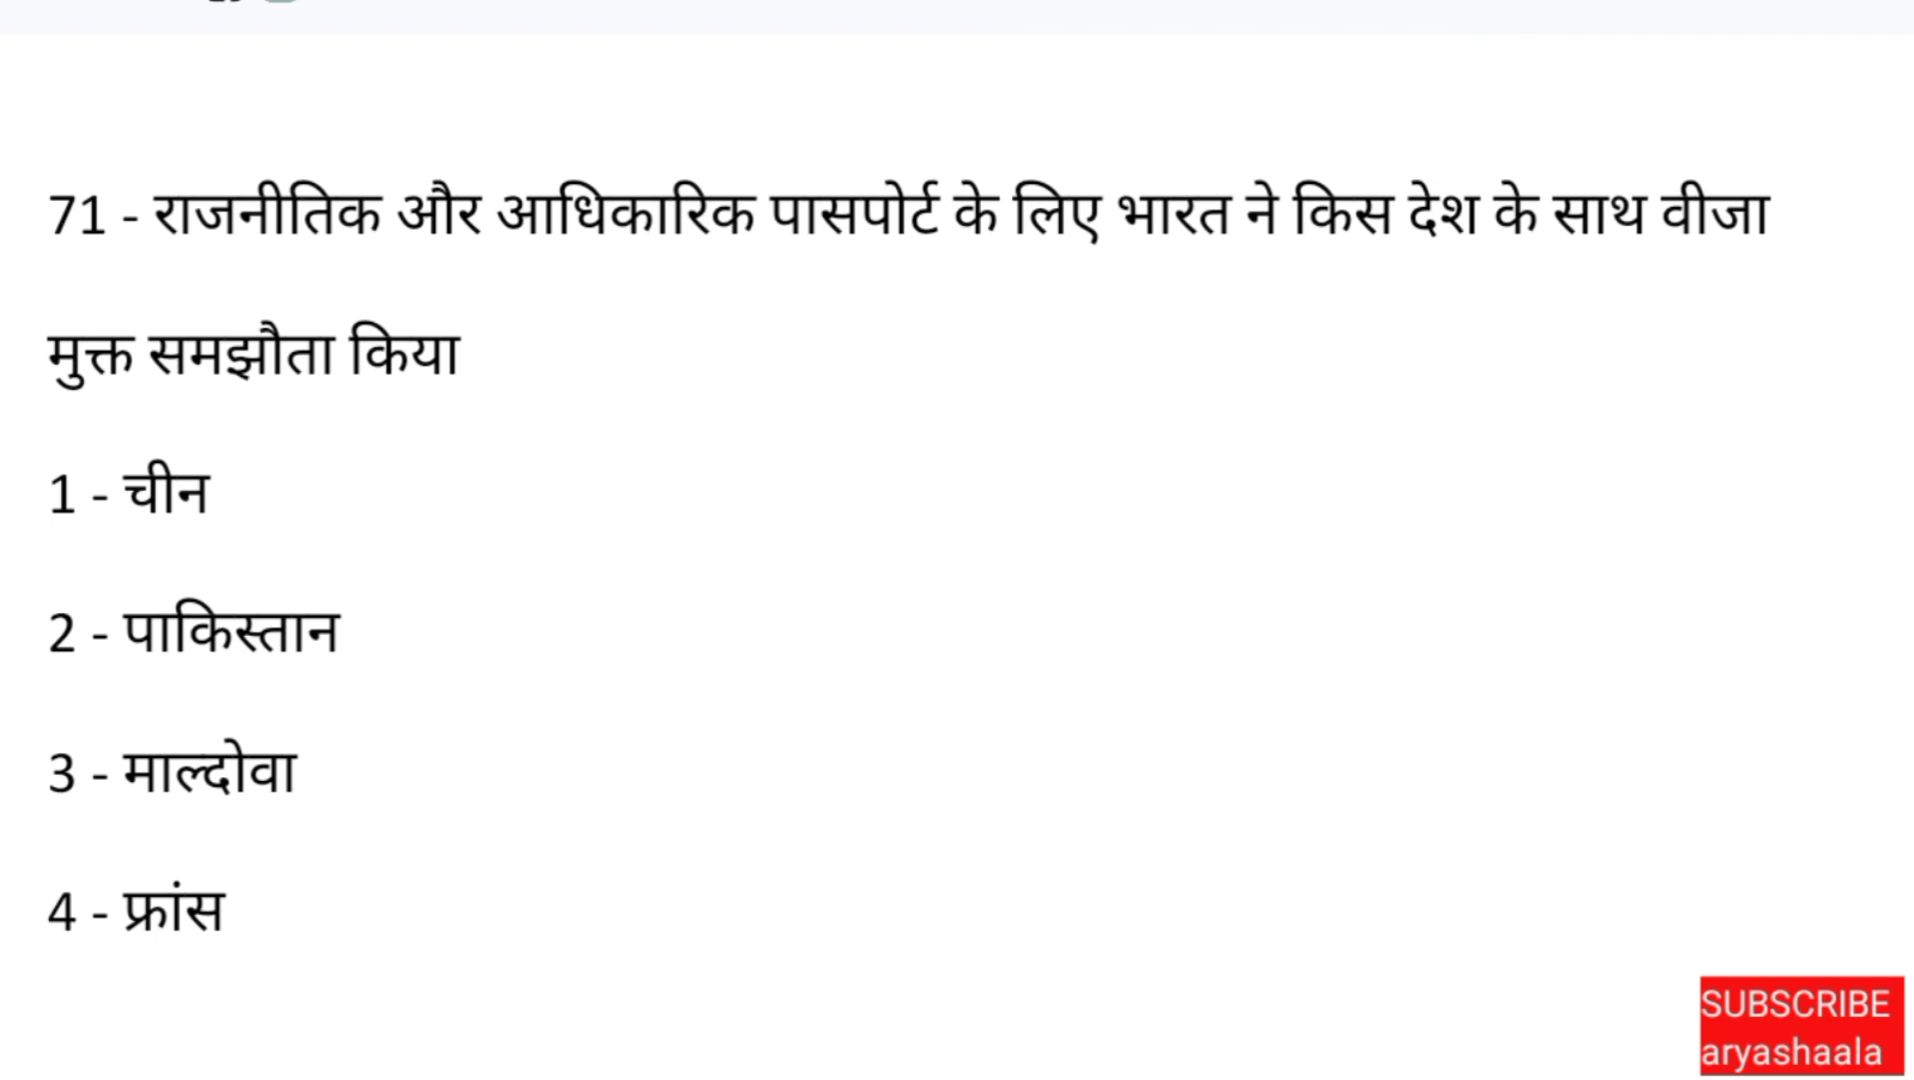 71 - राजनीतिक और आधिकारिक पासपोर्ट के लिए भारत ने किस देश के साथ वीजा
मुक्त समझौता किया
1 - चीन
2 - पाकिस्तान
3 - माल्दोवा
4 - फ्रांस
SUBSCRIBE
aryashaala